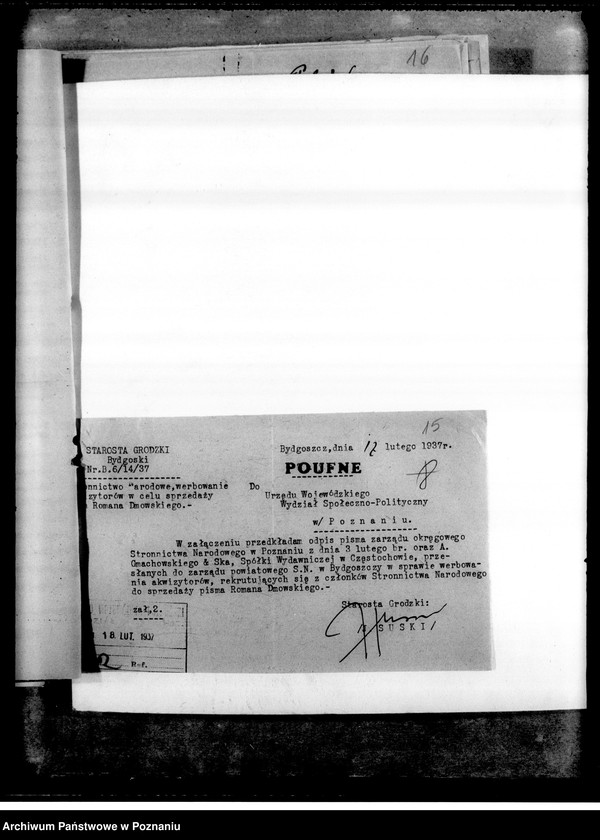 16
15
STAROSTA GRODZKI
Bydgoski
Nr.B.6/14/37
Bydgoszcz,dnia 17 lutego 1937r.
POUFNE
nnictwo "arodowe,werbowanie
zytorów w celu sprzedaży
Romana Dmowskiego.-
Do
Urzędu Wojewódzkiego
Wydział Społeczno-Polityczny
w/ P o z n a n i u.
W załączeniu przedkładam odpis pisma zarządu okręgowego
Stronnictwa Narodowego w Poznaniu z dnia 3 lutego br. oraz A.
Gmachowskiego & Ska, Spółki Wydawniczej w Częstochowie, prze-
słanych do zarządu powiatowego S.N. w Bydgoszczy w sprawie werbowa-
nia akwizytorów, rekrutujących się z członków Stronnictwa Narodowego
do sprzedaży pisma Romana Dmowskiego.-
zał,2.
Starosta Grodzki:
S U S K I /
18. LUT. 1937
Ref.
Archiwum Państwowe w Poznaniu